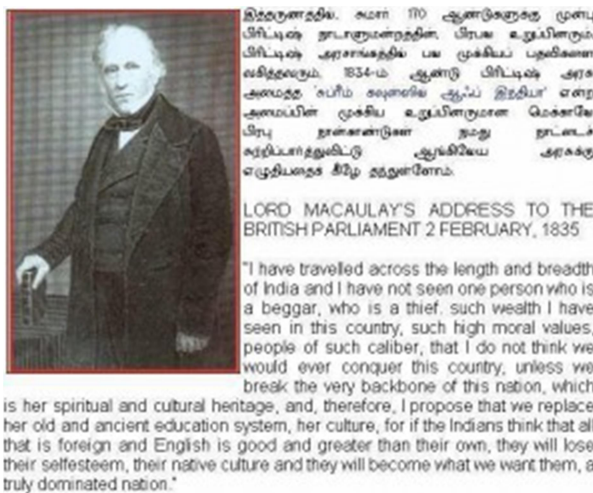 இத்தருணத்தில், சுமார் 170 ஆண்டுகளுக்கு முன்பு
பிரிட்டிஷ் நாடாளுமன்றத்தின், பிரபல உறுப்பினரும்
பிரிட்டிஷ் அரசாங்கத்தில் பல முக்கியப் பதவிகளை
வகித்தவரும், 1834-ம் ஆண்டு பிரிட்டிஷ் அரசு
அமைத்த 'சுப்ரீம் கவுன்சில் ஆஃப் இந்தியா' என்ற
அமைப்பின் முக்கிய உறுப்பினருமான மெக்காலே
பிரபு நான்காண்டுகள் நமது நாட்டைச்
சுற்றிப்பார்த்துவிட்டு ஆங்கிலேய அரசுக்கு
எழுதியதைக் கீழே தந்துள்ளோம்.
LORD MACAULAY'S ADDRESS TO THE
BRITISH PARLIAMENT 2 FEBRUARY, 1835
"I have travelled across the length and breadth
of India and I have not seen one person who is
a beggar, who is a thief. such wealth I have
seen in this country, such high moral values,
people of such caliber, that I do not think we
would ever conquer this country, unless we
break the very backbone of this nation, which
is her spiritual and cultural heritage, and, therefore, I propose that we replace
her old and ancient education system, her culture, for if the Indians think that all
that is foreign and English is good and greater than their own, they will lose
their selfesteem, their native culture and they will become what we want them, a
truly dominated nation."